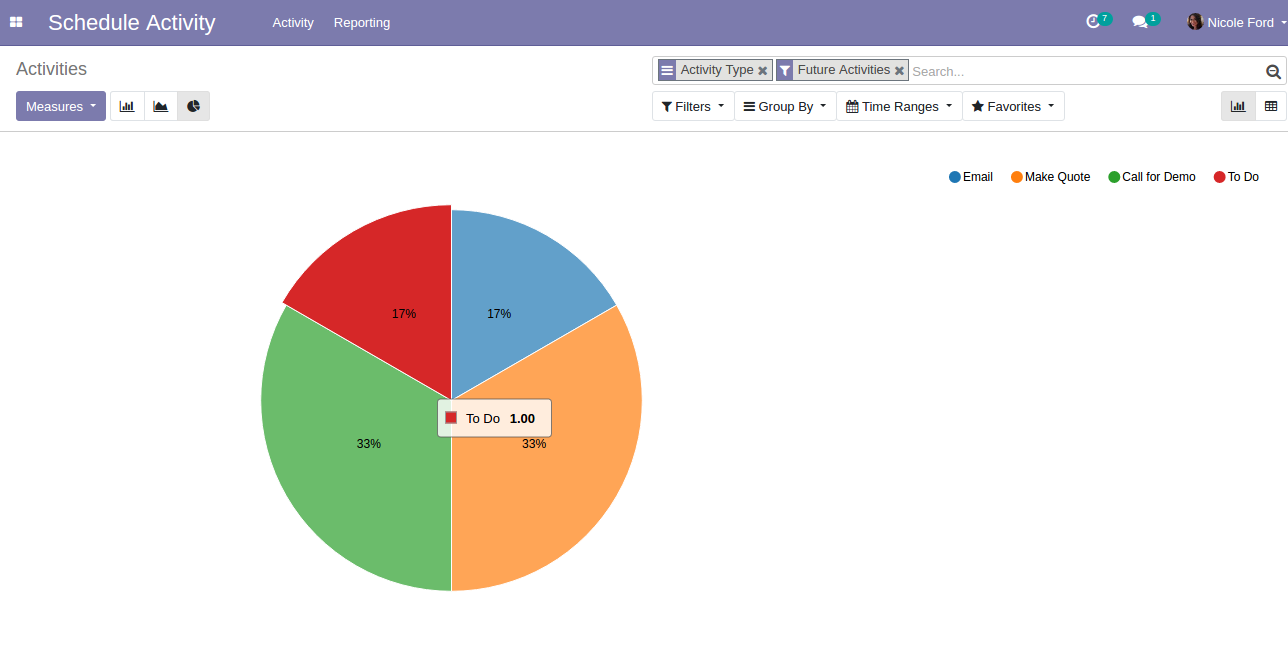 Schedule Activity Activity Reporting 7 1 Nicole Ford
Activities Activity Type Future Activities Search...
Measures Filters Group By Time Ranges Favorites
Email Make Quote Call for Demo To Do
17% 17%
To Do 1.00
33% 33%